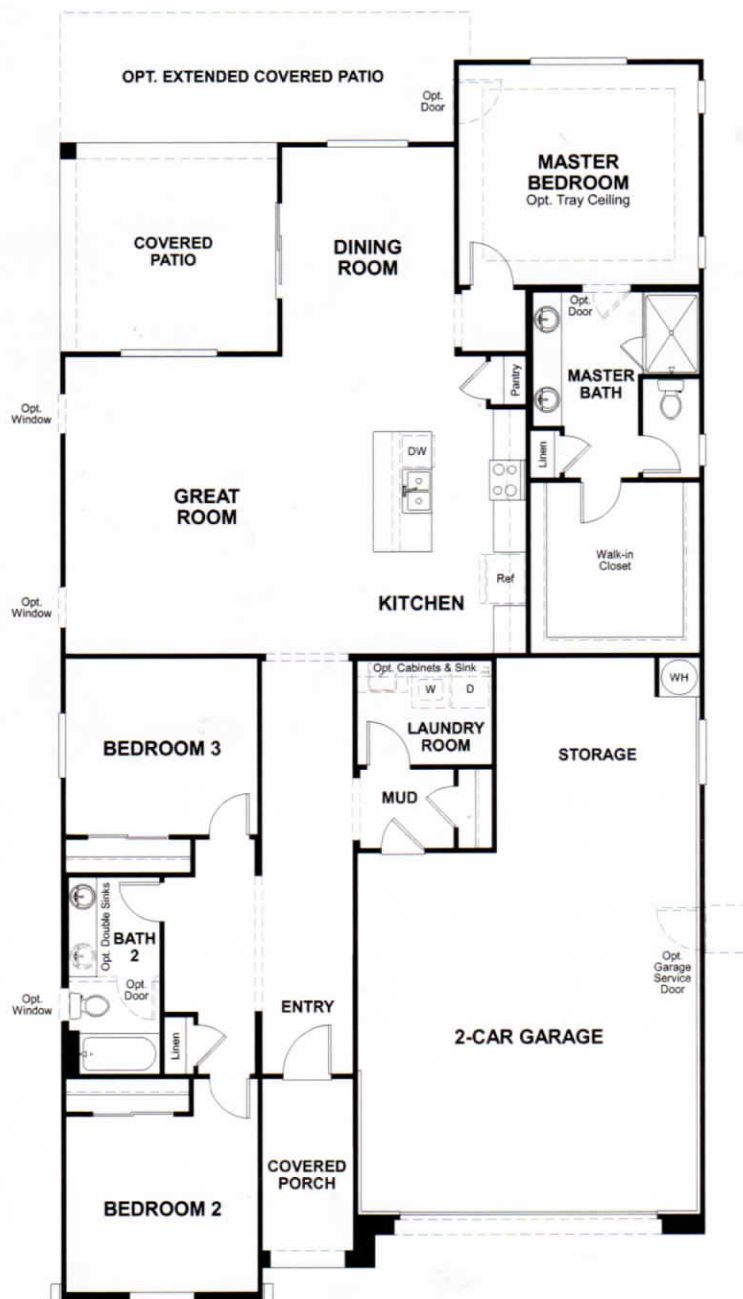 OPT. EXTENDED COVERED PATIO
Opt.
Door
MASTER
BEDROOM
Opt. Tray Ceiling
COVERED
PATIO
DINING
ROOM
Opt.
Door
Pantry
MASTER
BATH
Opt.
Window
DW
Linen
GREAT
ROOM
Walk-in
Closet
Ref
Opt.
Window
KITCHEN
Opt. Cabinets & Sink
W
D
WH
LAUNDRY
ROOM
BEDROOM 3
STORAGE
MUD
Opt. Double Sinks
BATH
2
Opt.
Door
Opt.
Window
Opt.
Garage
Service
Door
ENTRY
Linen
2-CAR GARAGE
COVERED
PORCH
BEDROOM 2